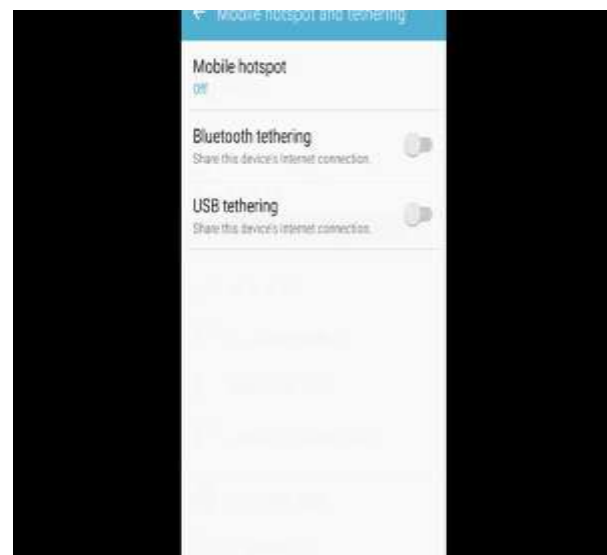 Mobile hotspot and tethering
Mobile hotspot
Off
Bluetooth tethering
Share this device's Internet connection.
USB tethering
Share this device's Internet connection.